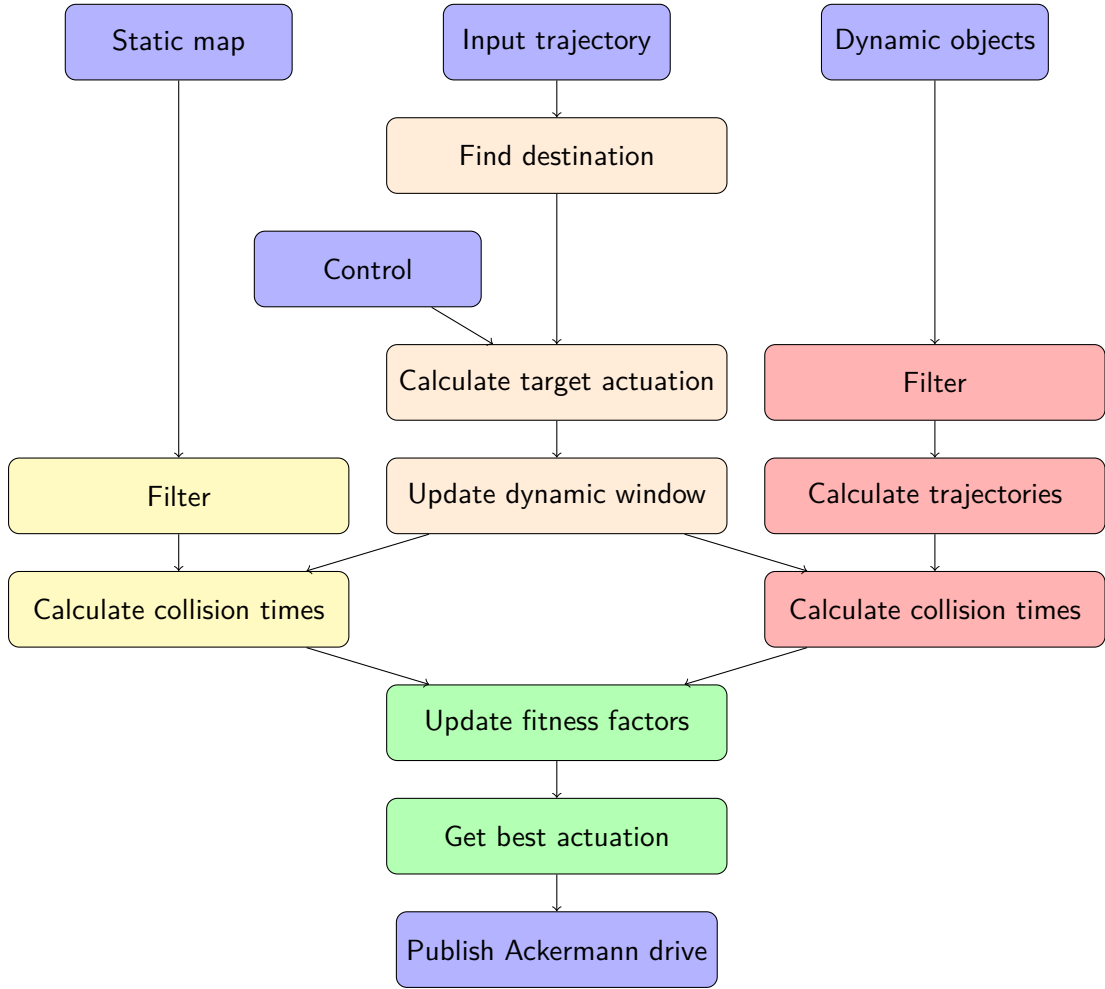 Static map
Input trajectory
Dynamic objects
Find destination
Control
Calculate target actuation
Filter
Filter
Update dynamic window
Calculate trajectories
Calculate collision times
Calculate collision times
Update fitness factors
Get best actuation
Publish Ackermann drive